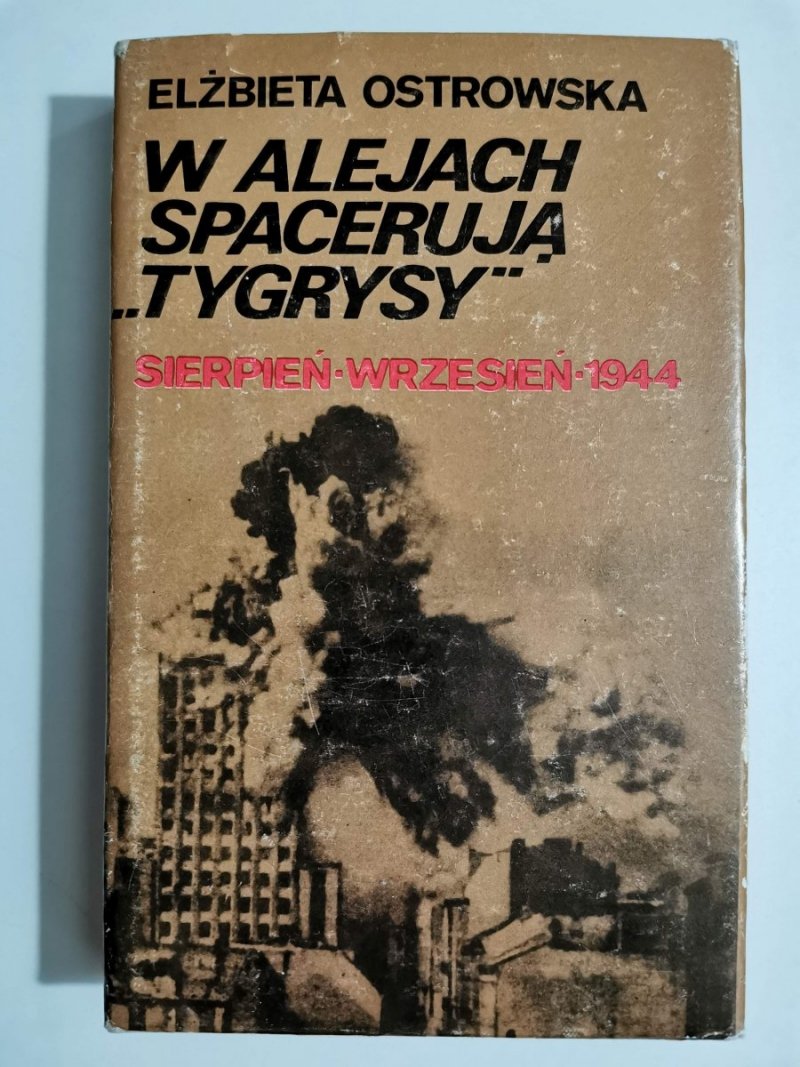 ELŻBIETA OSTROWSKA
W ALEJACH
SPACERUJĄ
„TYGRYSY”
SIERPIEŃ·WRZESIEŃ·1944